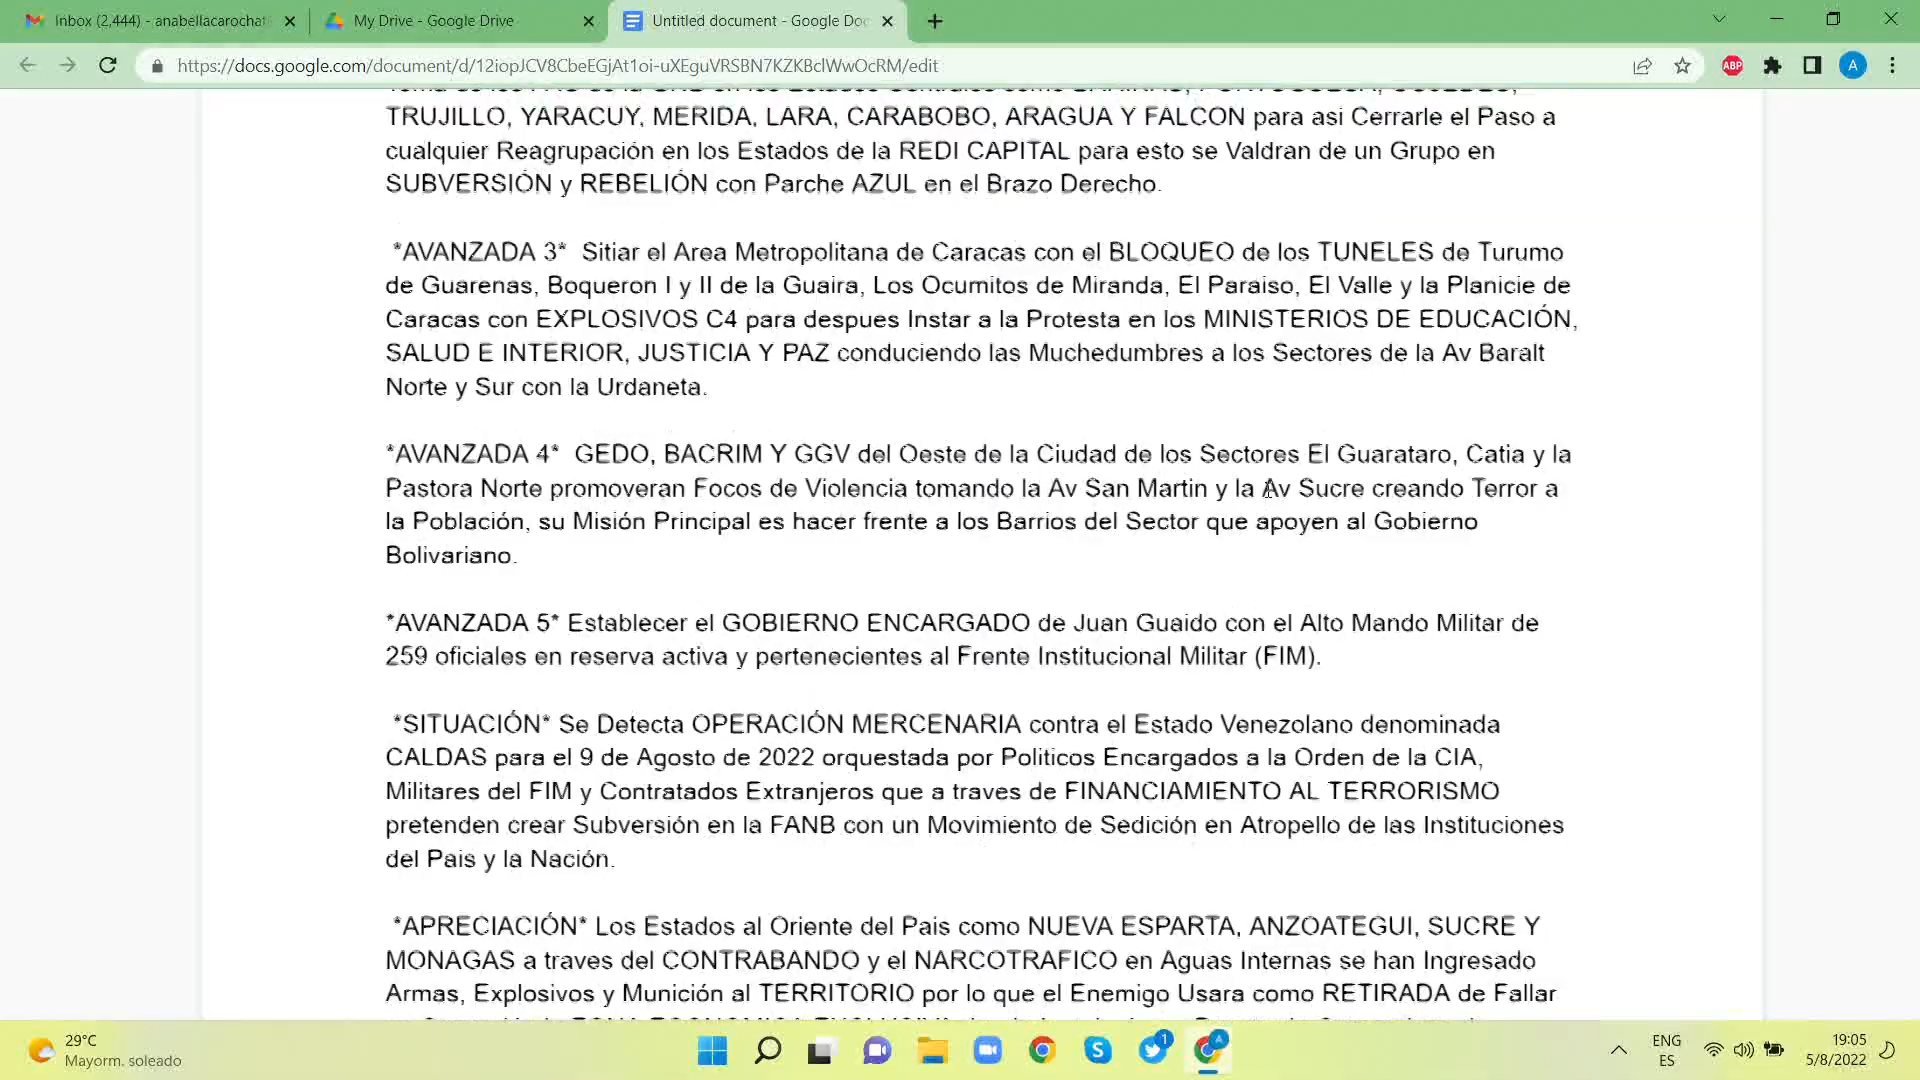 Inbox (2,444) - anabellacarochat
My Drive - Google Drive
Untitled document - Google Doc
https://docs.google.com/document/d/12iopJCV8CbeEGjAt1oi-uXEguVRSBN7KZKBclWwOcRM/edit
ABP
A
TRUJILLO, YARACUY, MERIDA, LARA, CARABOBO, ARAGUA Y FALCON para asi Cerrarle el Paso a
cualquier Reagrupación en los Estados de la REDI CAPITAL para esto se Valdran de un Grupo en
SUBVERSIÓN y REBELIÓN con Parche AZUL en el Brazo Derecho.
*AVANZADA 3* Sitiar el Area Metropolitana de Caracas con el BLOQUEO de los TUNELES de Turumo
de Guarenas, Boqueron I y II de la Guaira, Los Ocumitos de Miranda, El Paraiso, El Valle y la Planicie de
Caracas con EXPLOSIVOS C4 para despues Instar a la Protesta en los MINISTERIOS DE EDUCACIÓN,
SALUD E INTERIOR, JUSTICIA Y PAZ conduciendo las Muchedumbres a los Sectores de la Av Baralt
Norte y Sur con la Urdaneta.
*AVANZADA 4* GEDO, BACRIM Y GGV del Oeste de la Ciudad de los Sectores El Guarataro, Catia y la
Pastora Norte promoveran Focos de Violencia tomando la Av San Martin y la Av Sucre creando Terror a
la Población, su Misión Principal es hacer frente a los Barrios del Sector que apoyen al Gobierno
Bolivariano.
*AVANZADA 5* Establecer el GOBIERNO ENCARGADO de Juan Guaido con el Alto Mando Militar de
259 oficiales en reserva activa y pertenecientes al Frente Institucional Militar (FIM).
*SITUACIÓN* Se Detecta OPERACIÓN MERCENARIA contra el Estado Venezolano denominada
CALDAS para el 9 de Agosto de 2022 orquestada por Politicos Encargados a la Orden de la CIA,
Militares del FIM y Contratados Extranjeros que a traves de FINANCIAMIENTO AL TERRORISMO
pretenden crear Subversión en la FANB con un Movimiento de Sedición en Atropello de las Instituciones
del Pais y la Nación.
*APRECIACIÓN* Los Estados al Oriente del Pais como NUEVA ESPARTA, ANZOATEGUI, SUCRE Y
MONAGAS a traves del CONTRABANDO y el NARCOTRAFICO en Aguas Internas se han Ingresado
Armas, Explosivos y Munición al TERRITORIO por lo que el Enemigo Usara como RETIRADA de Fallar
29°C
Mayorm. soleado
1
A
ENG
ES
19:05
5/8/2022